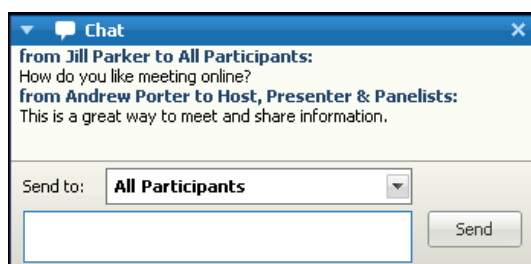 Chat
from Jill Parker to All Participants:
How do you like meeting online?
from Andrew Porter to Host, Presenter & Panelists:
This is a great way to meet and share information.
Send to: All Participants
Send